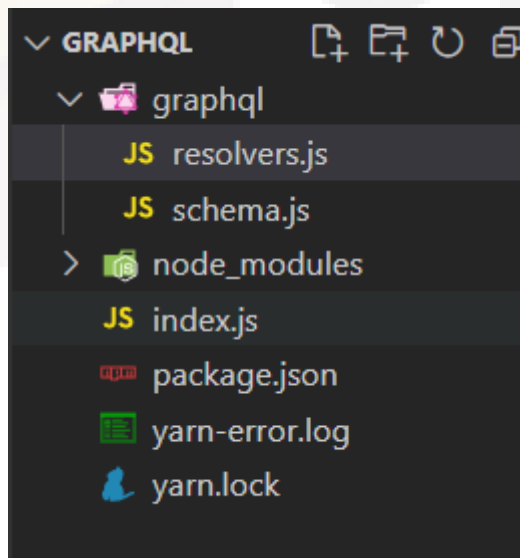 GRAPHQL
graphql
JS resolvers.js
JS schema.js
node_modules
JS index.js
package.json
yarn-error.log
yarn.lock